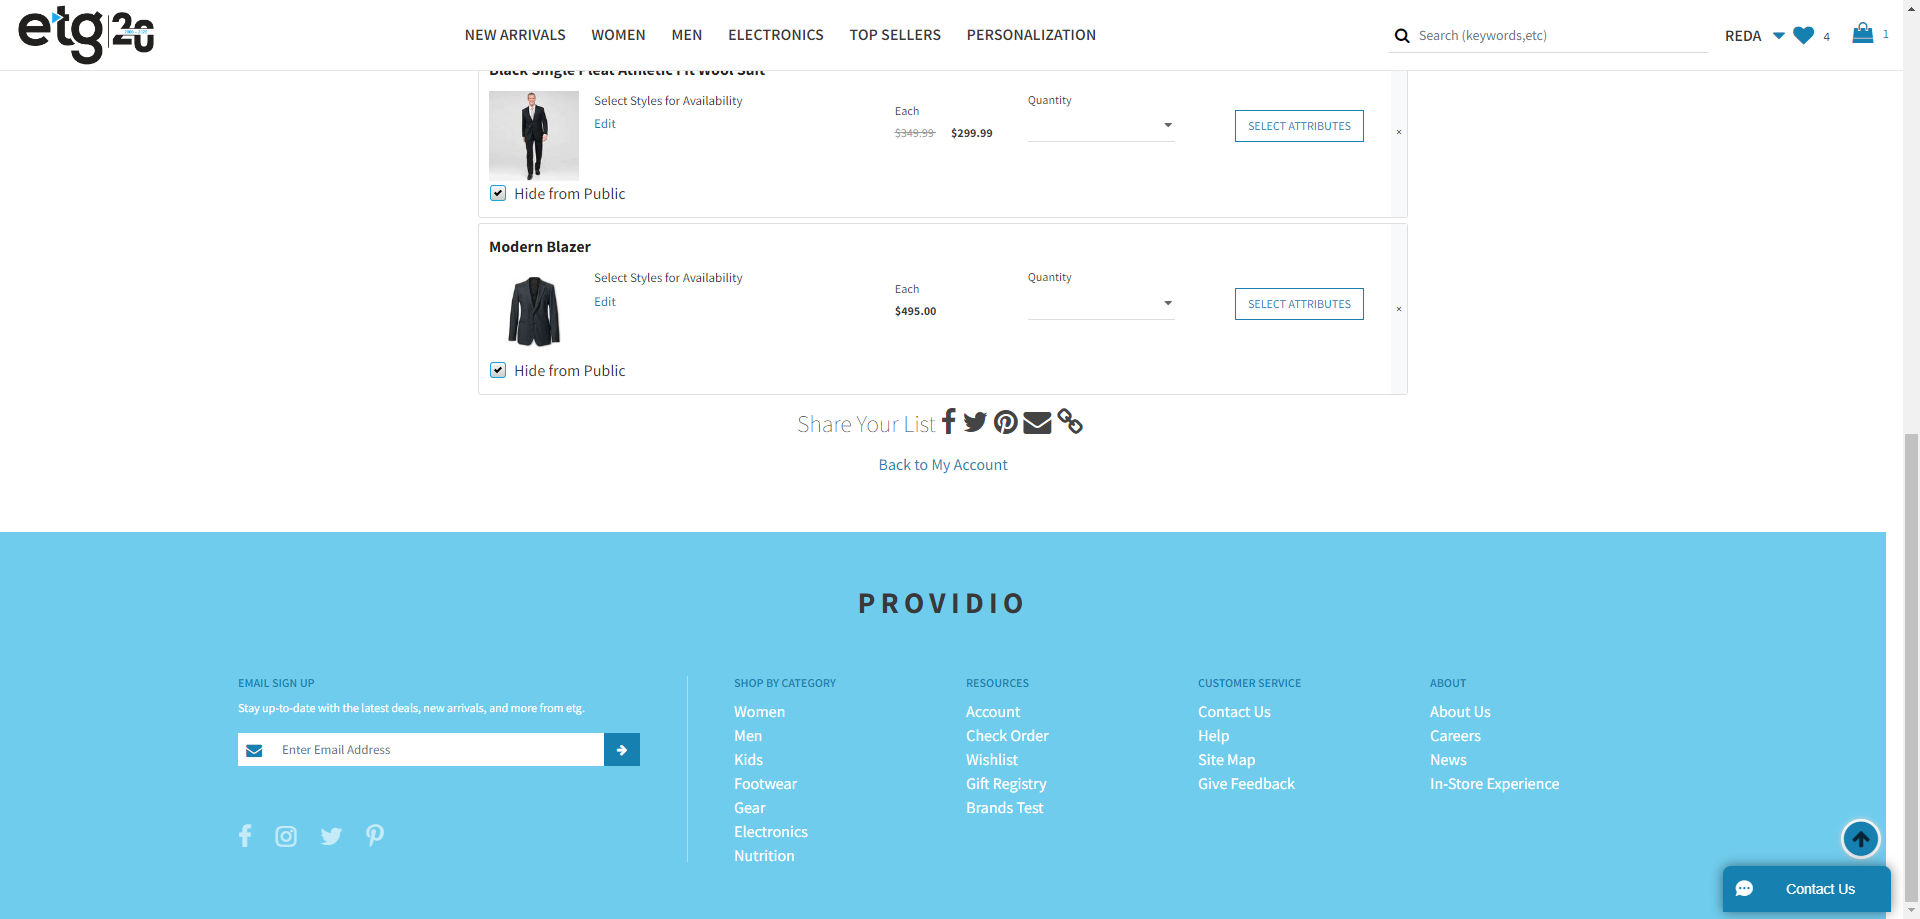 etg 20
2000 - 2020
NEW ARRIVALS WOMEN MEN ELECTRONICS TOP SELLERS PERSONALIZATION
Search (keywords,etc)
REDA 4 1
Black Single Pleat Athletic Fit Wool Suit
Select Styles for Availability
Edit
Each
$349.99 $299.99
Quantity
SELECT ATTRIBUTES
×
Hide from Public
Modern Blazer
Select Styles for Availability
Edit
Each
$495.00
Quantity
SELECT ATTRIBUTES
×
Hide from Public
Share Your List
Back to My Account
PROVIDIO
EMAIL SIGN UP
Stay up-to-date with the latest deals, new arrivals, and more from etg.
Enter Email Address
SHOP BY CATEGORY
Women
Men
Kids
Footwear
Gear
Electronics
Nutrition
RESOURCES
Account
Check Order
Wishlist
Gift Registry
Brands Test
CUSTOMER SERVICE
Contact Us
Help
Site Map
Give Feedback
ABOUT
About Us
Careers
News
In-Store Experience
Contact Us